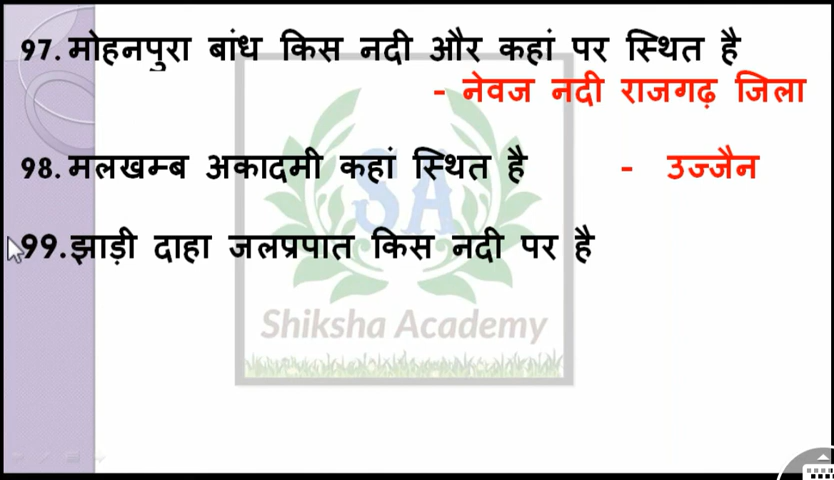 97. मोहनपुरा बांध किस नदी और कहां पर स्थित है
- नेवज नदी राजगढ़ जिला
98. मलखम्ब अकादमी कहां स्थित है - उज्जैन
99. झाड़ी दाहा जलप्रपात किस नदी पर है
SA
Shiksha Academy